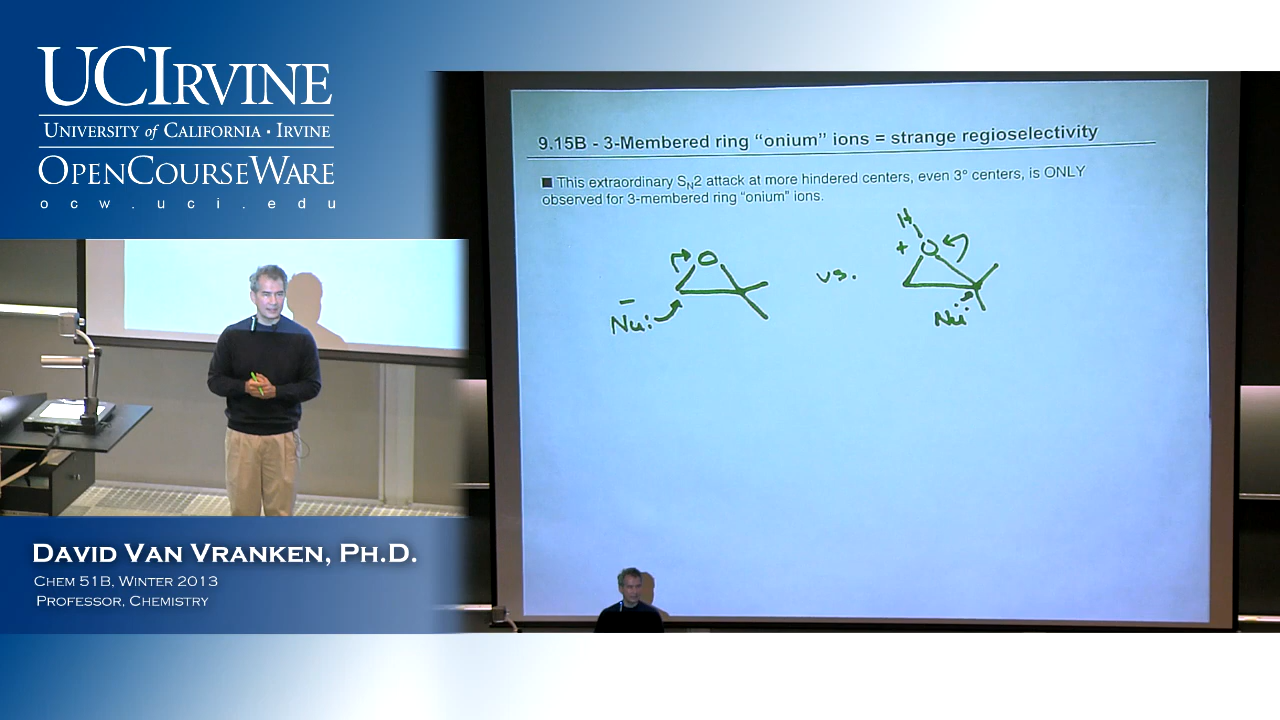 UCIRVINE
UNIVERSITY of CALIFORNIA · IRVINE
OPENCOURSEWARE
ocw.uci.edu
9.15B - 3-Membered ring “onium” ions = strange regioselectivity
■ This extraordinary SN2 attack at more hindered centers, even 3° centers, is ONLY
observed for 3-membered ring “onium” ions.
H
O
+ O
vs.
Nu:
–
Nu
DAVID VAN VRANKEN, PH.D.
CHEM 51B, WINTER 2013
PROFESSOR, CHEMISTRY